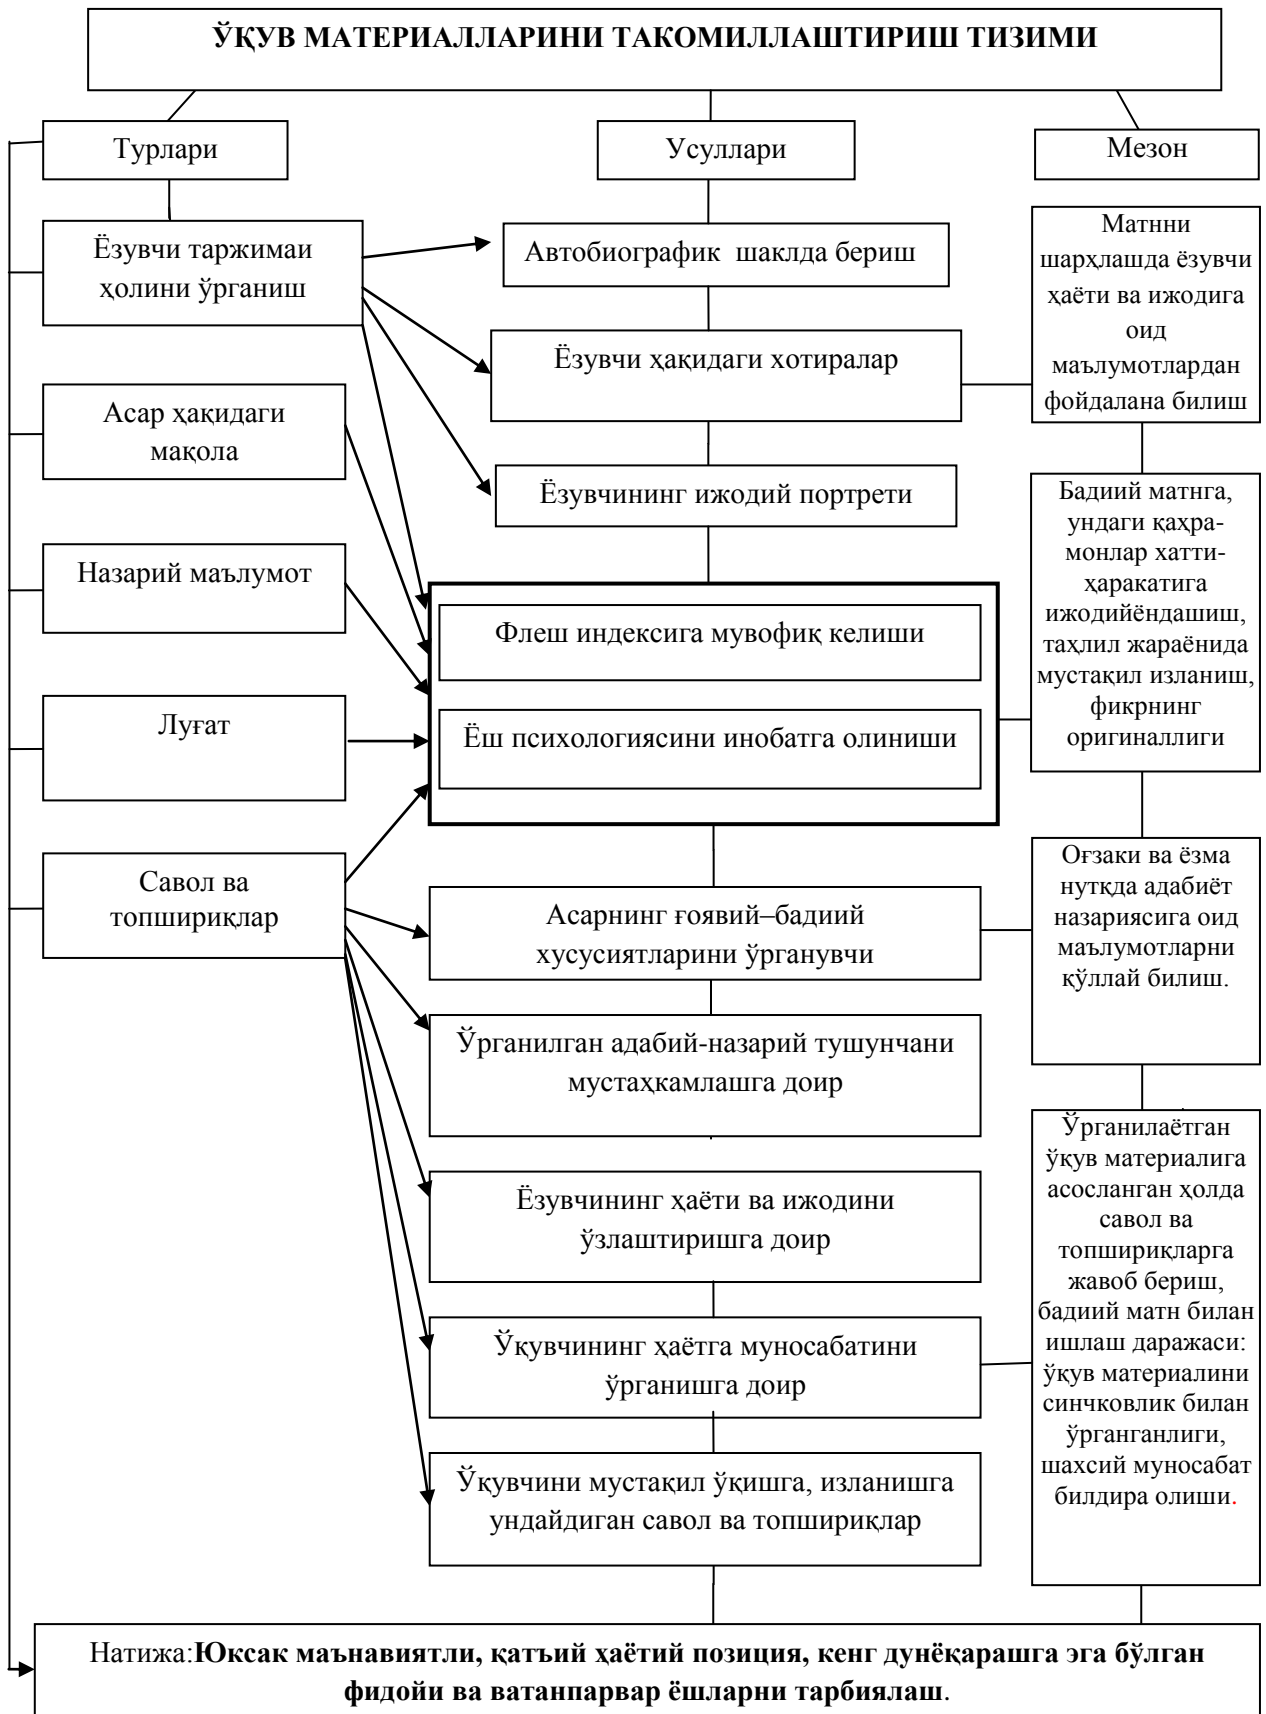 ЎҚУВ МАТЕРИАЛЛАРИНИ ТАКОМИЛЛАШТИРИШ ТИЗИМИ
Турлари
Усуллари
Мезон
Ёзувчи таржимаи
ҳолини ўрганиш
Асар ҳақидаги
мақола
Назарий маълумот
Луғат
Савол ва
топшириқлар
Автобиографик шаклда бериш
Ёзувчи ҳақидаги хотиралар
Ёзувчининг ижодий портрети
Флеш индексига мувофиқ келиши
Ёш психологиясини инобатга олиниши
Асарнинг ғоявий–бадиий
хусусиятларини ўрганувчи
Ўрганилган адабий-назарий тушунчани
мустаҳкамлашга доир
Ёзувчининг ҳаёти ва ижодини
ўзлаштиришга доир
Ўқувчининг ҳаётга муносабатини
ўрганишга доир
Ўқувчини мустақил ўқишга, изланишга
ундайдиган савол ва топшириқлар
Матнни
шарҳлашда ёзувчи
ҳаёти ва ижодига
оид
маълумотлардан
фойдалана билиш
Бадиий матнга,
ундаги қаҳра-
монлар хатти-
ҳаракатига
ижодийёндашиш,
таҳлил жараёнида
мустақил изланиш,
фикрнинг
оригиналлиги
Оғзаки ва ёзма
нутқда адабиёт
назариясига оид
маълумотларни
қўллай билиш.
Ўрганилаётган
ўқув материалига
асосланган ҳолда
савол ва
топшириқларга
жавоб бериш,
бадиий матн билан
ишлаш даражаси:
ўқув материалини
синчковлик билан
ўрганганлиги,
шахсий муносабат
билдира олиши.
Натижа:Юксак маънавиятли, қатъий ҳаётий позиция, кенг дунёқарашга эга бўлган
фидойи ва ватанпарвар ёшларни тарбиялаш.